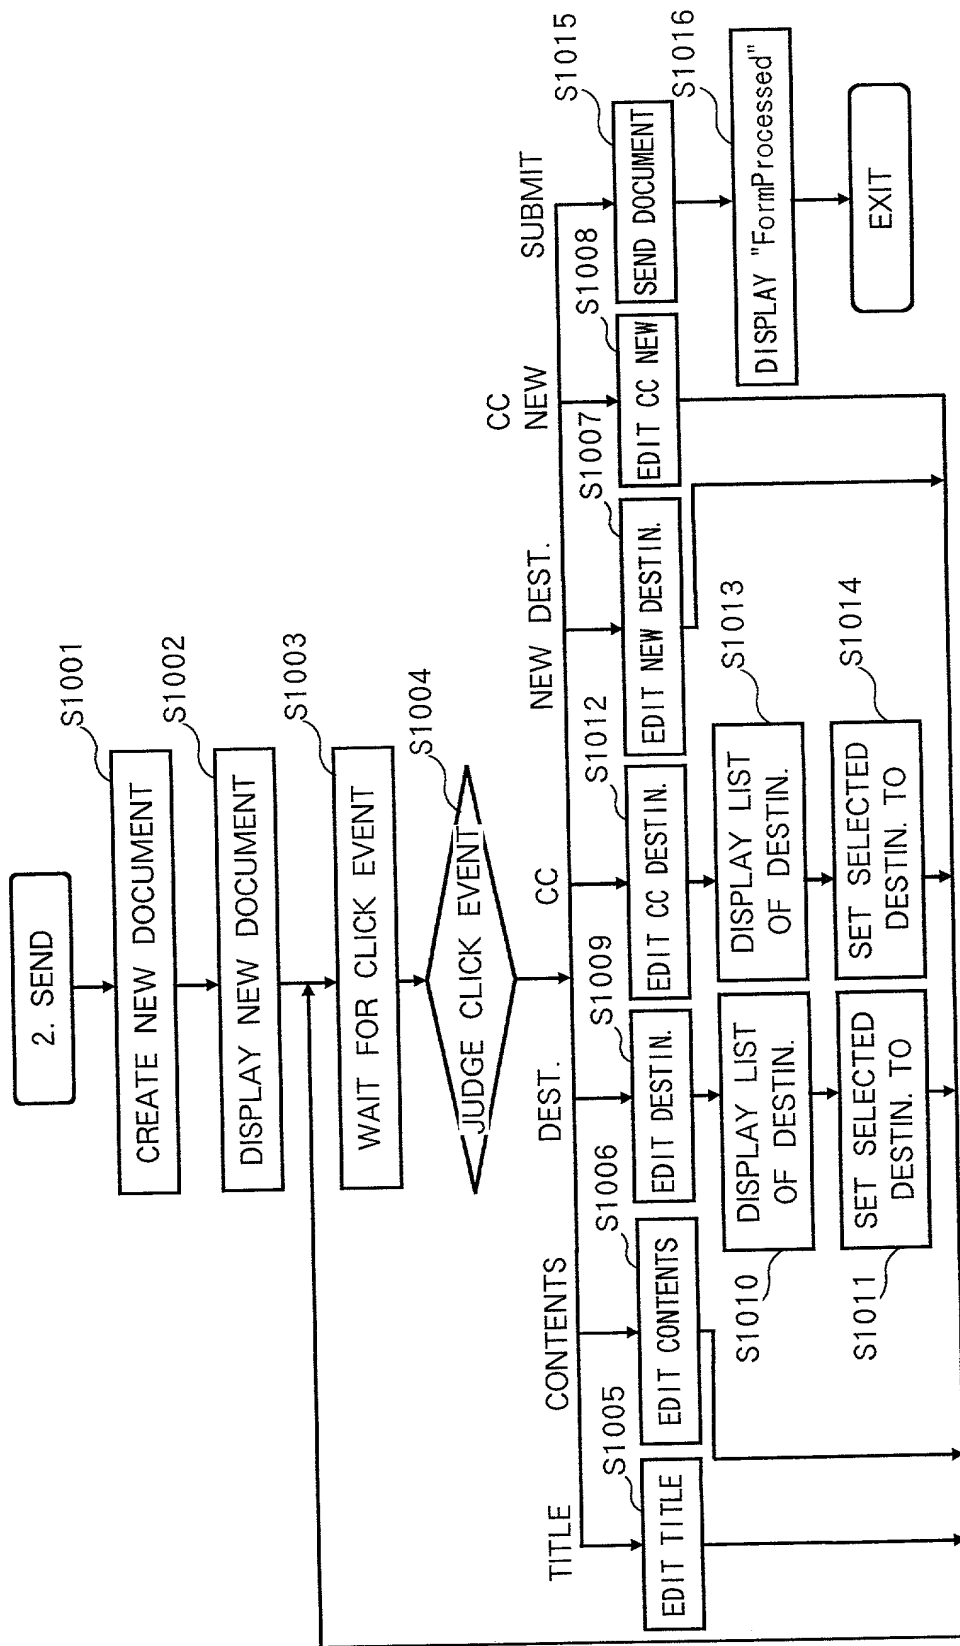 2. SEND
CREATE NEW DOCUMENT
S1001
DISPLAY NEW DOCUMENT
S1002
WAIT FOR CLICK EVENT
S1003
JUDGE CLICK EVENT
S1004
TITLE
CONTENTS
DEST.
CC
NEW DEST.
CC
NEW
SUBMIT
S1005
EDIT TITLE
S1006
EDIT CONTENTS
S1009
EDIT DESTIN.
S1012
EDIT CC DESTIN.
S1007
EDIT NEW DESTIN.
S1008
EDIT CC NEW
S1015
SEND DOCUMENT
S1010
DISPLAY LIST
OF DESTIN.
S1013
DISPLAY LIST
OF DESTIN.
S1016
DISPLAY "FormProcessed"
S1011
SET SELECTED
DESTIN. TO
S1014
SET SELECTED
DESTIN. TO
EXIT